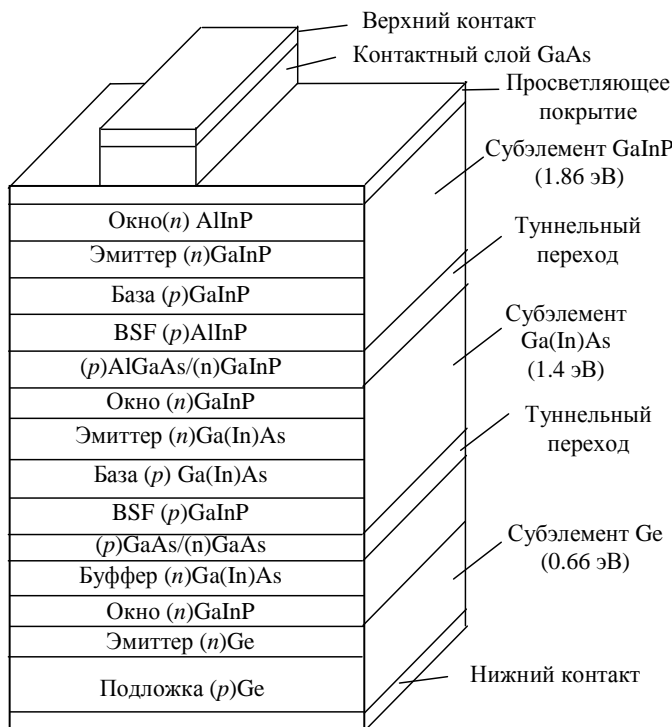 Верхний контакт
Контактный слой GaAs
Просветляющее
покрытие
Субэлемент GaInP
(1.86 эВ)
Туннельный
переход
Субэлемент
Ga(In)As
(1.4 эВ)
Туннельный
переход
Субэлемент Ge
(0.66 эВ)
Нижний контакт
Окно(n) AlInP
Эмиттер (n)GaInP
База (p)GaInP
BSF (p)AlInP
(p)AlGaAs/(n)GaInP
Окно (n)GaInP
Эмиттер (n)Ga(In)As
База (p) Ga(In)As
BSF (p)GaInP
(p)GaAs/(n)GaAs
Буффер (n)Ga(In)As
Окно (n)GaInP
Эмиттер (n)Ge
Подложка (p)Ge